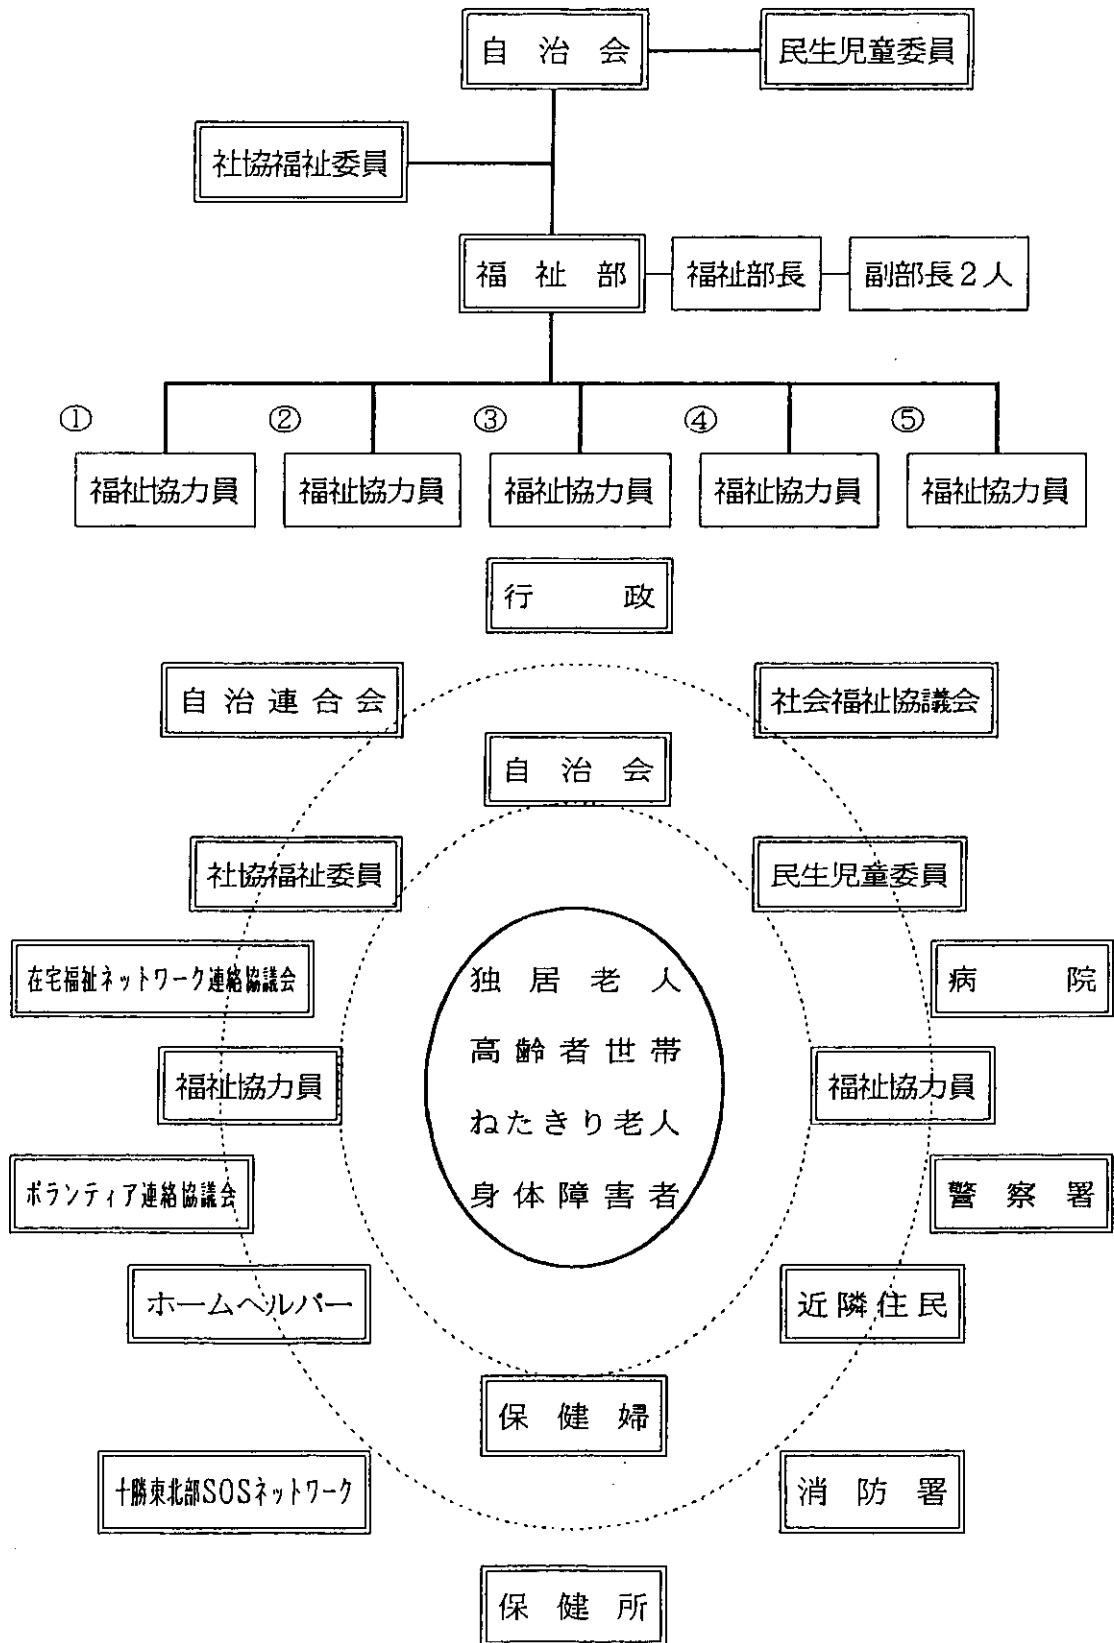 自治会
民生児童委員
社協福祉委員
福祉部
福祉部長
副部長2人
①
②
③
④
⑤
福祉協力員
福祉協力員
福祉協力員
福祉協力員
福祉協力員
行政
自治連合会
社会福祉協議会
自治会
社協福祉委員
民生児童委員
在宅福祉ネットワーク連絡協議会
病院
独居老人
高齢者世帯
ねたきり老人
身体障害者
福祉協力員
福祉協力員
ボランティア連絡協議会
警察署
ホームヘルパー
近隣住民
保健婦
十勝東北部SOSネットワーク
消防署
保健所